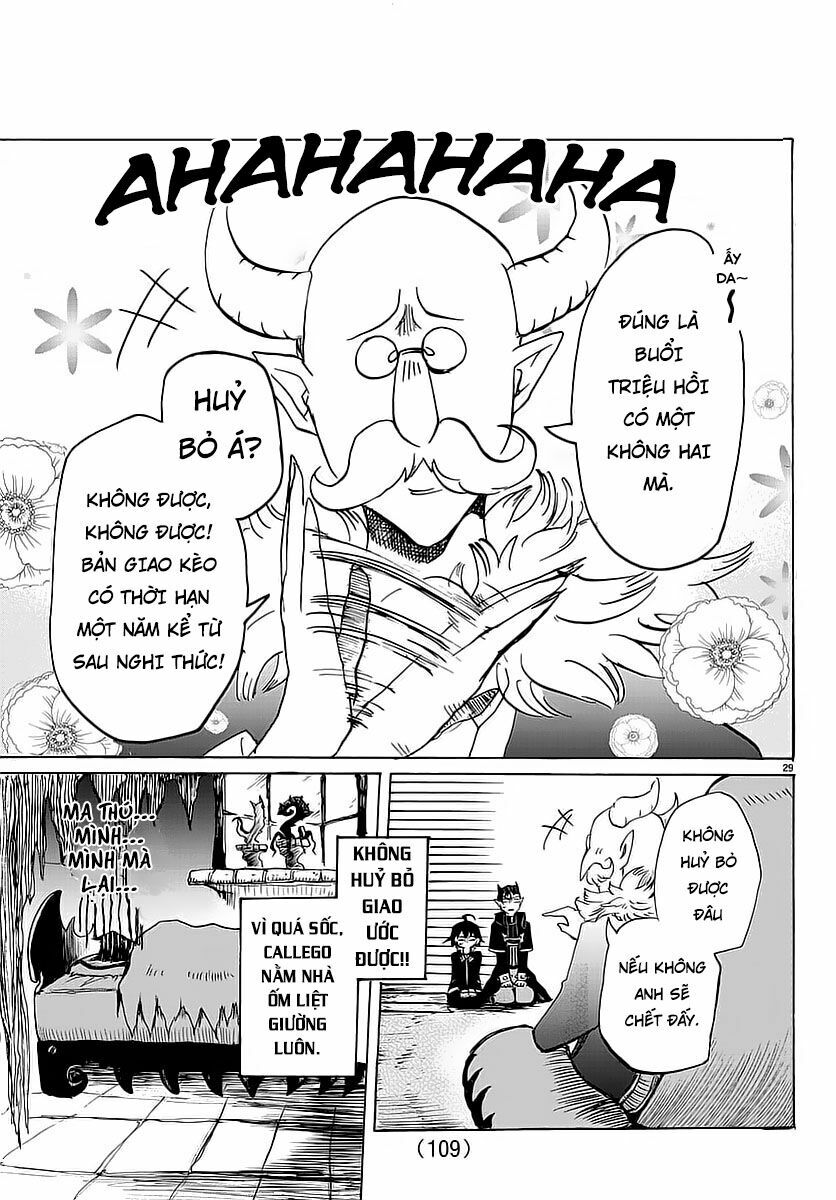 AHAHAHAHA
ẤY
DA~
ĐÚNG LÀ
BUỔI
TRIỆU HỒI
CÓ MỘT
KHÔNG HAI
MÀ.
HUỶ
BỎ Á?
KHÔNG ĐƯỢC,
KHÔNG ĐƯỢC!
BẢN GIAO KÈO
CÓ THỜI HẠN
MỘT NĂM KỂ TỪ
SAU NGHI THỨC!
29
KHÔNG
HUỶ BỎ
ĐƯỢC
ĐÂU
NẾU KHÔNG
ANH SẼ
CHẾT ĐẤY.
KHÔNG
HUỶ BỎ
GIAO
ƯỚC
ĐƯỢC!!
VÌ QUÁ SỐC,
CALLEGO
NẰM NHÀ
ỐM LIỆT
GIƯỜNG
LUÔN.
MA THÚ...
MÌNH...
MÌNH MÀ
LẠI...
(109)